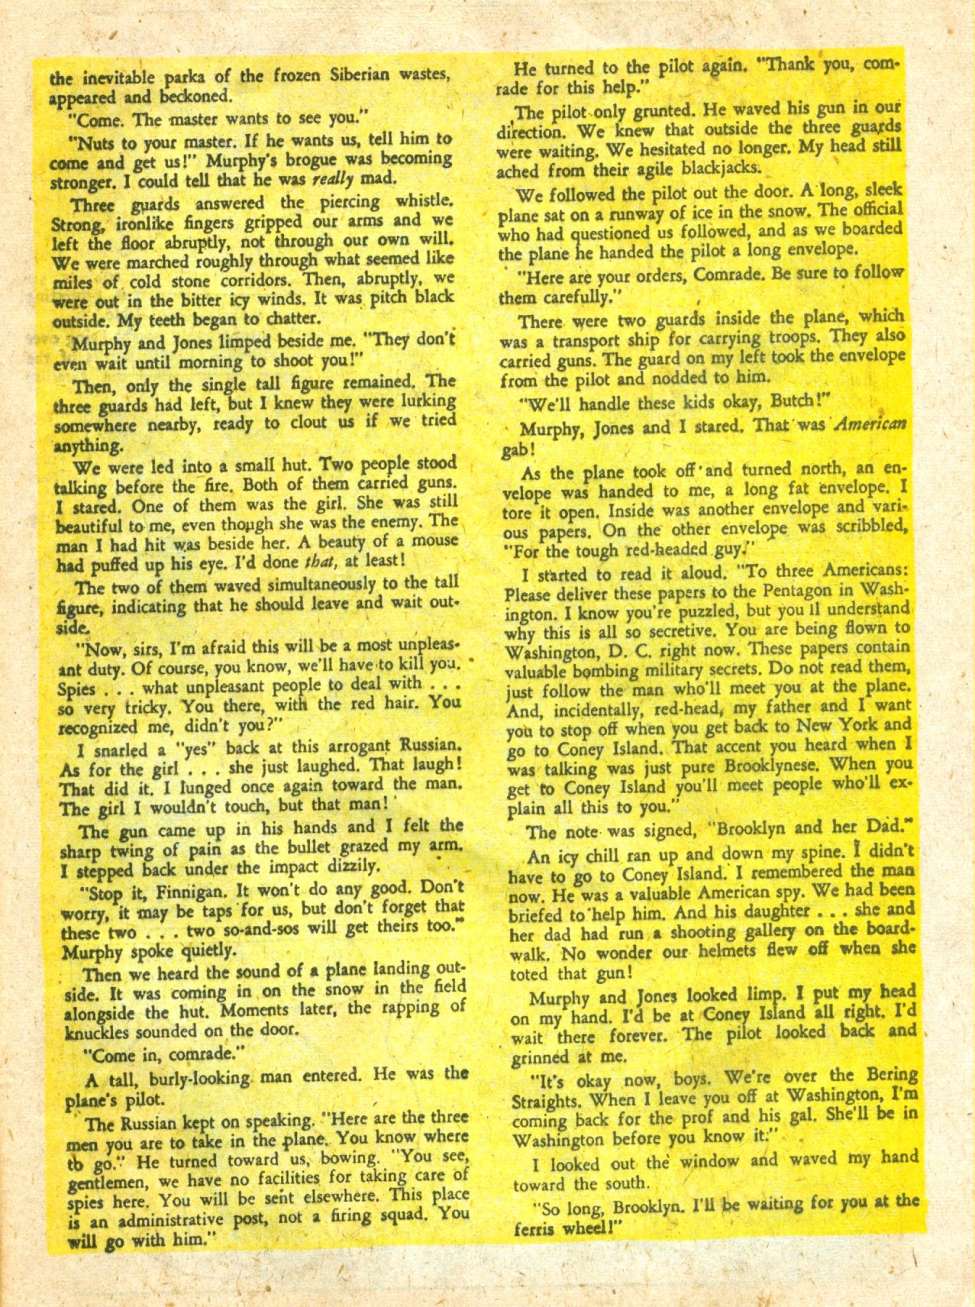 the inevitable parka of the frozen Siberian wastes,
appeared and beckoned.
"Come. The master wants to see you."
"Nuts to your master. If he wants us, tell him to
come and get us!" Murphy's brogue was becoming
stronger. I could tell that he was really mad.
Three guards answered the piercing whistle.
Strong, ironlike fingers gripped our arms and we
left the floor abruptly, not through our own will.
We were marched roughly through what seemed like
miles of cold stone corridors. Then, abruptly, we
were out in the bitter icy winds. It was pitch black
outside. My teeth began to chatter.
Murphy and Jones limped beside me. "They don't
even wait until morning to shoot you!"
Then, only the single tall figure remained. The
three guards had left, but I knew they were lurking
somewhere nearby, ready to clout us if we tried
anything.
We were led into a small hut. Two people stood
talking before the fire. Both of them carried guns.
I stared. One of them was the girl. She was still
beautiful to me, even though she was the enemy. The
man I had hit was beside her. A beauty of a mouse
had puffed up his eye. I'd done that, at least!
The two of them waved simultaneously to the tall
figure, indicating that he should leave and wait out-
side.
"Now, sirs, I'm afraid this will be a most unpleas-
ant duty. Of course, you know, we'll have to kill you.
Spies . . . what unpleasant people to deal with . . .
so very tricky. You there, with the red hair. You
recognized me, didn't you?"
I snarled a "yes" back at this arrogant Russian.
As for the girl . . . she just laughed. That laugh!
That did it. I lunged once again toward the man.
The girl I wouldn't touch, but that man!
The gun came up in his hands and I felt the
sharp twing of pain as the bullet grazed my arm.
I stepped back under the impact dizzily.
"Stop it, Finnigan. It won't do any good. Don't
worry, it may be taps for us, but don't forget that
these two . . . two so-and-sos will get theirs too."
Murphy spoke quietly.
Then we heard the sound of a plane landing out-
side. It was coming in on the snow in the field
alongside the hut. Moments later, the rapping of
knuckles sounded on the door.
"Come in, comrade."
A tall, burly-looking man entered. He was the
plane's pilot.
The Russian kept on speaking. "Here are the three
men you are to take in the plane. You know where
to go." He turned toward us, bowing. "You see,
gentlemen, we have no facilities for taking care of
spies here. You will be sent elsewhere. This place
is an administrative post, not a firing squad. You
will go with him."
He turned to the pilot again. "Thank you, com-
rade for this help."
The pilot only grunted. He waved his gun in our
direction. We knew that outside the three guards
were waiting. We hesitated no longer. My head still
ached from their agile blackjacks.
We followed the pilot out the door. A long, sleek
plane sat on a runway of ice in the snow. The official
who had questioned us followed, and as we boarded
the plane he handed the pilot a long envelope.
"Here are your orders, Comrade. Be sure to follow
them carefully."
There were two guards inside the plane, which
was a transport ship for carrying troops. They also
carried guns. The guard on my left took the envelope
from the pilot and nodded to him.
"We'll handle these kids okay, Butch!"
Murphy, Jones and I stared. That was American
gab!
As the plane took off and turned north, an en-
velope was handed to me, a long fat envelope. I
tore it open. Inside was another envelope and vari-
ous papers. On the other envelope was scribbled,
"For the tough red-headed guy."
I started to read it aloud. "To three Americans:
Please deliver these papers to the Pentagon in Wash-
ington. I know you're puzzled, but you ll understand
why this is all so secretive. You are being flown to
Washington, D. C. right now. These papers contain
valuable bombing military secrets. Do not read them,
just follow the man who'll meet you at the plane.
And, incidentally, red-head, my father and I want
you to stop off when you get back to New York and
go to Coney Island. That accent you heard when I
was talking was just pure Brooklynese. When you
get to Coney Island you'll meet people who'll ex-
plain all this to you."
The note was signed, "Brooklyn and her Dad."
An icy chill ran up and down my spine. I didn't
have to go to Coney Island. I remembered the man
now. He was a valuable American spy. We had been
briefed to help him. And his daughter . . . she and
her dad had run a shooting gallery on the board-
walk. No wonder our helmets flew off when she
toted that gun!
Murphy and Jones looked limp. I put my head
on my hand. I'd be at Coney Island all right. I'd
wait there forever. The pilot looked back and
grinned at me.
"It's okay now, boys. We're over the Bering
Straights. When I leave you off at Washington, I'm
coming back for the prof and his gal. She'll be in
Washington before you know it."
I looked out the window and waved my hand
toward the south.
"So long, Brooklyn. I'll be waiting for you at the
ferris wheel!"